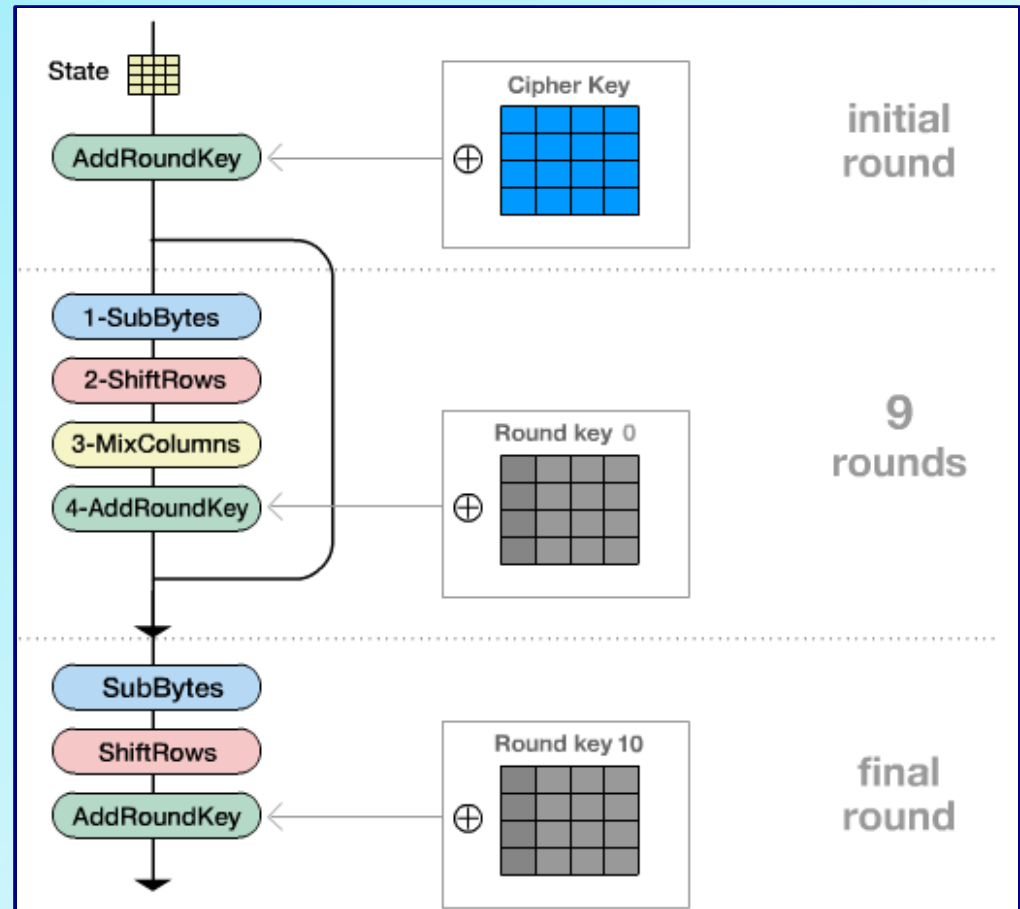 State
Cipher Key
AddRoundKey
initial
round
1-SubBytes
2-ShiftRows
3-MixColumns
4-AddRoundKey
Round key 0
9
rounds
SubBytes
ShiftRows
AddRoundKey
Round key 10
final
round